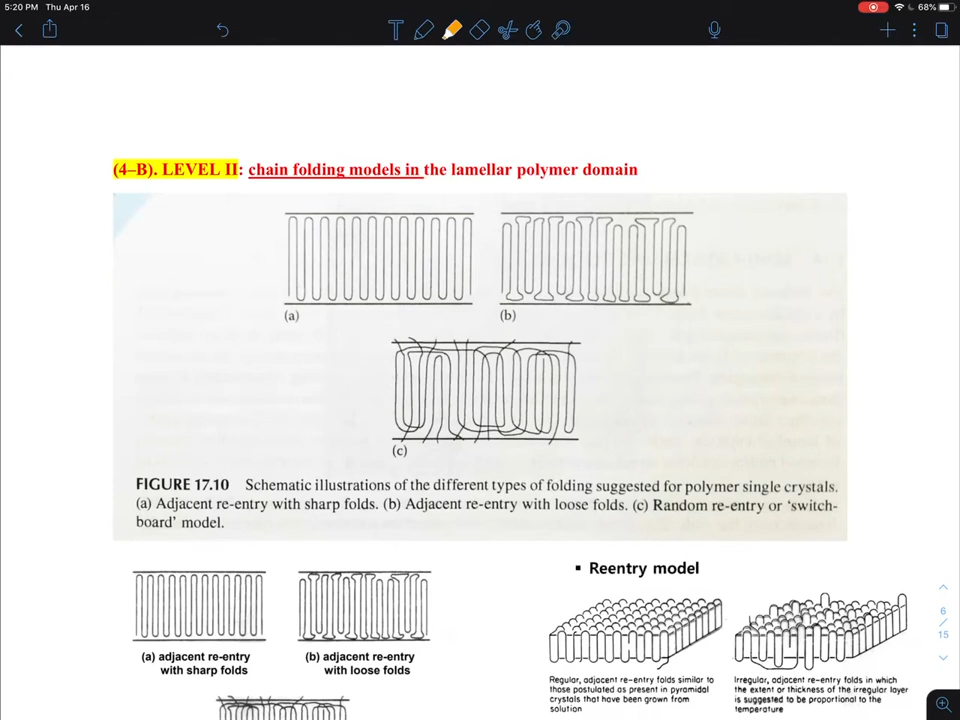 5:20 PM Thu Apr 16
68%
(4–B). LEVEL II: chain folding models in the lamellar polymer domain
(a)
(b)
(c)
FIGURE 17.10 Schematic illustrations of the different types of folding suggested for polymer single crystals.
(a) Adjacent re-entry with sharp folds. (b) Adjacent re-entry with loose folds. (c) Random re-entry or ‘switch-
board’ model.
▪ Reentry model
(a) adjacent re-entry
with sharp folds
(b) adjacent re-entry
with loose folds
Regular, adjacent re-entry folds similar to
those postulated as present in pyramidal
crystals that have been grown from
solution
Irregular, adjacent re-entry folds in which
the extent or thickness of the irregular layer
is suggested to be proportional to the
temperature
6
/
15